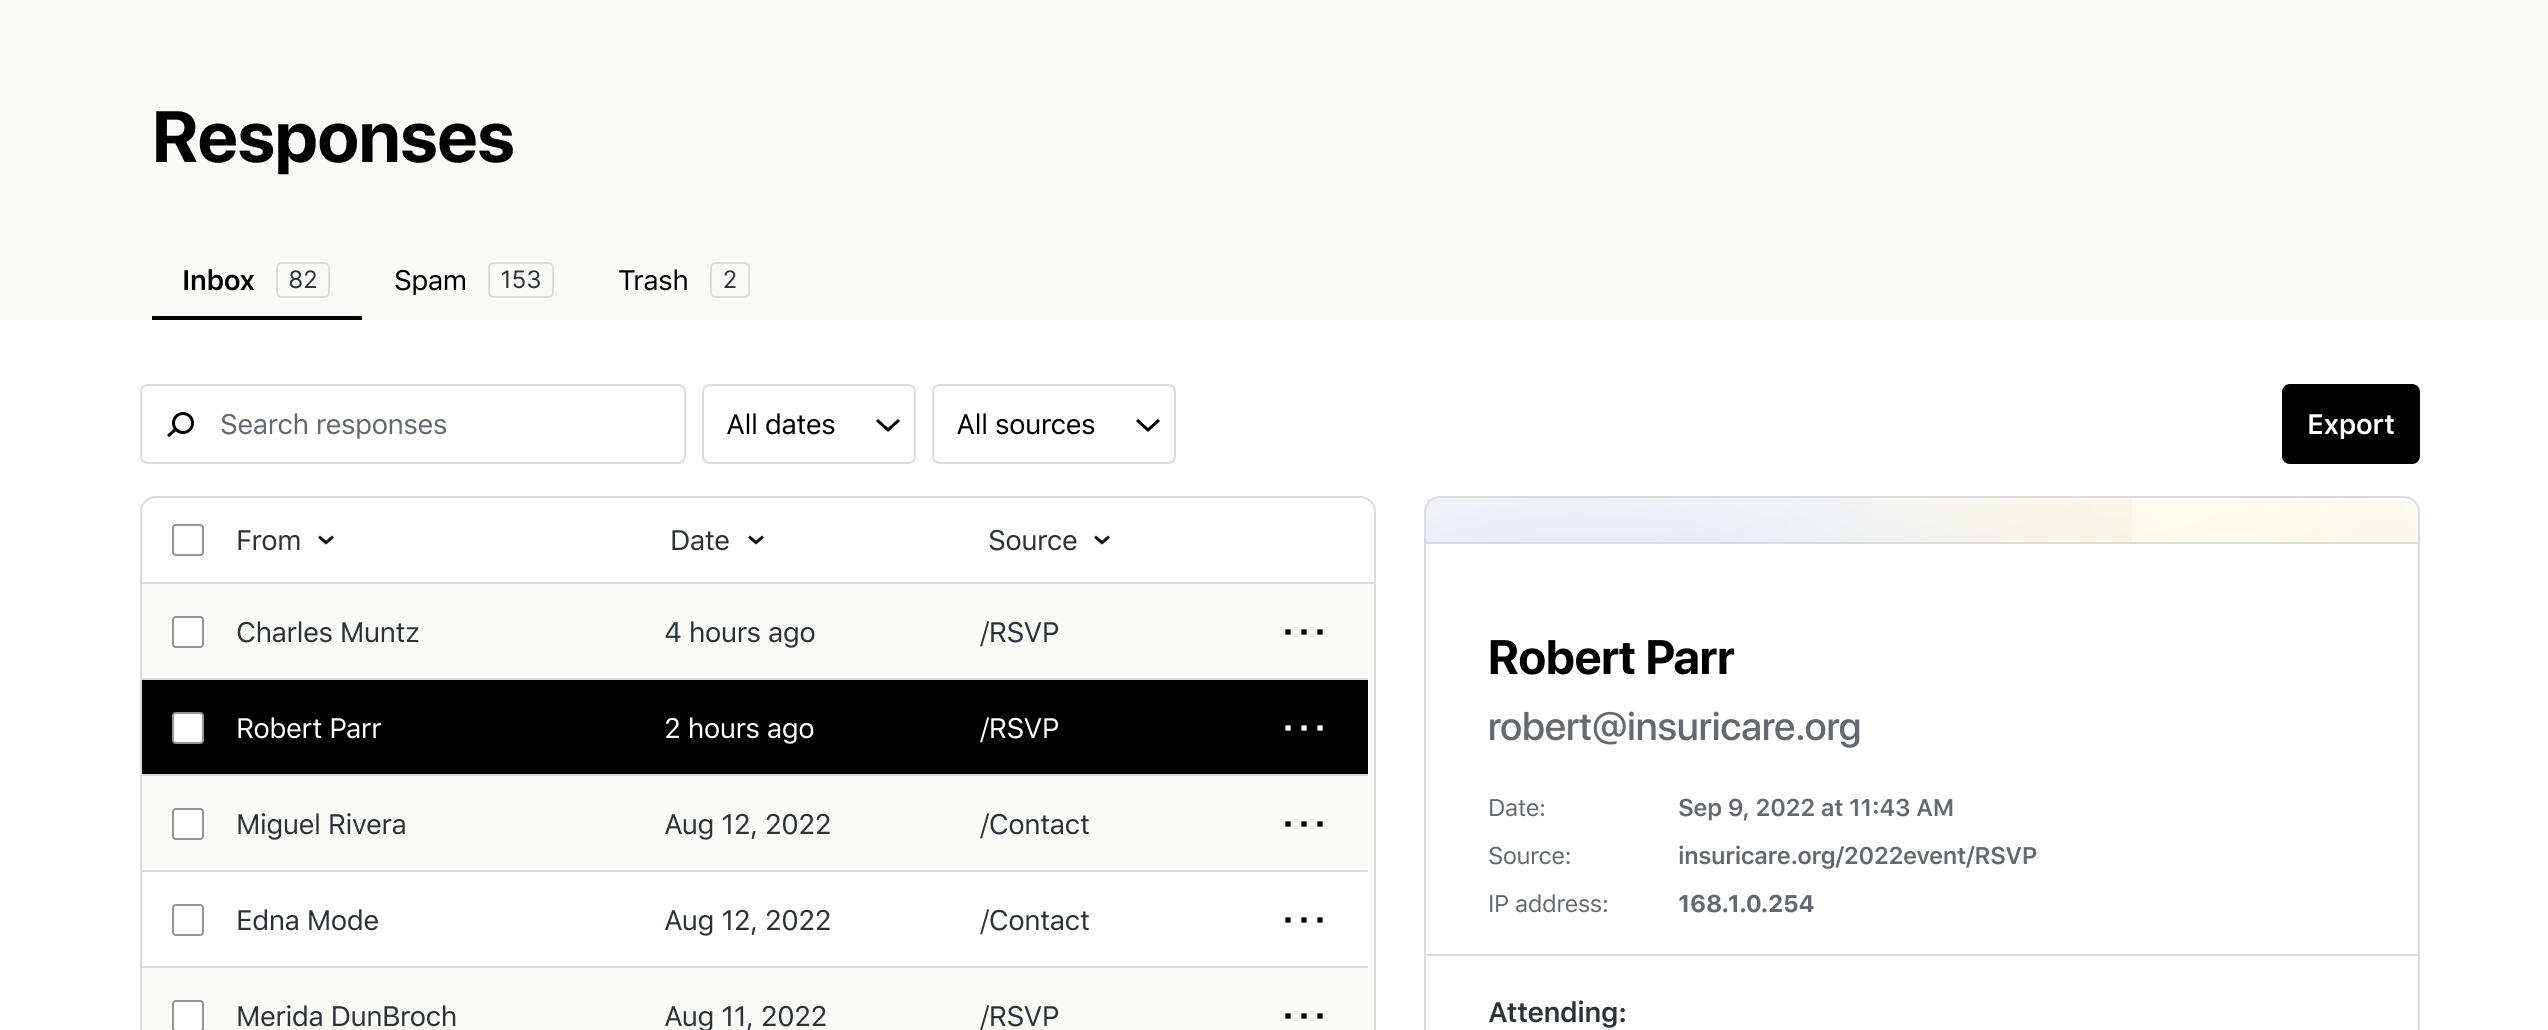 Responses
Inbox 82 Spam 153 Trash 2
Search responses All dates All sources Export
From Date Source
Charles Muntz 4 hours ago /RSVP
Robert Parr 2 hours ago /RSVP
Miguel Rivera Aug 12, 2022 /Contact
Edna Mode Aug 12, 2022 /Contact
Merida DunBroch Aug 11, 2022 /RSVP
Robert Parr
robert@insuricare.org
Date: Sep 9, 2022 at 11:43 AM
Source: insuricare.org/2022event/RSVP
IP address: 168.1.0.254
Attending: